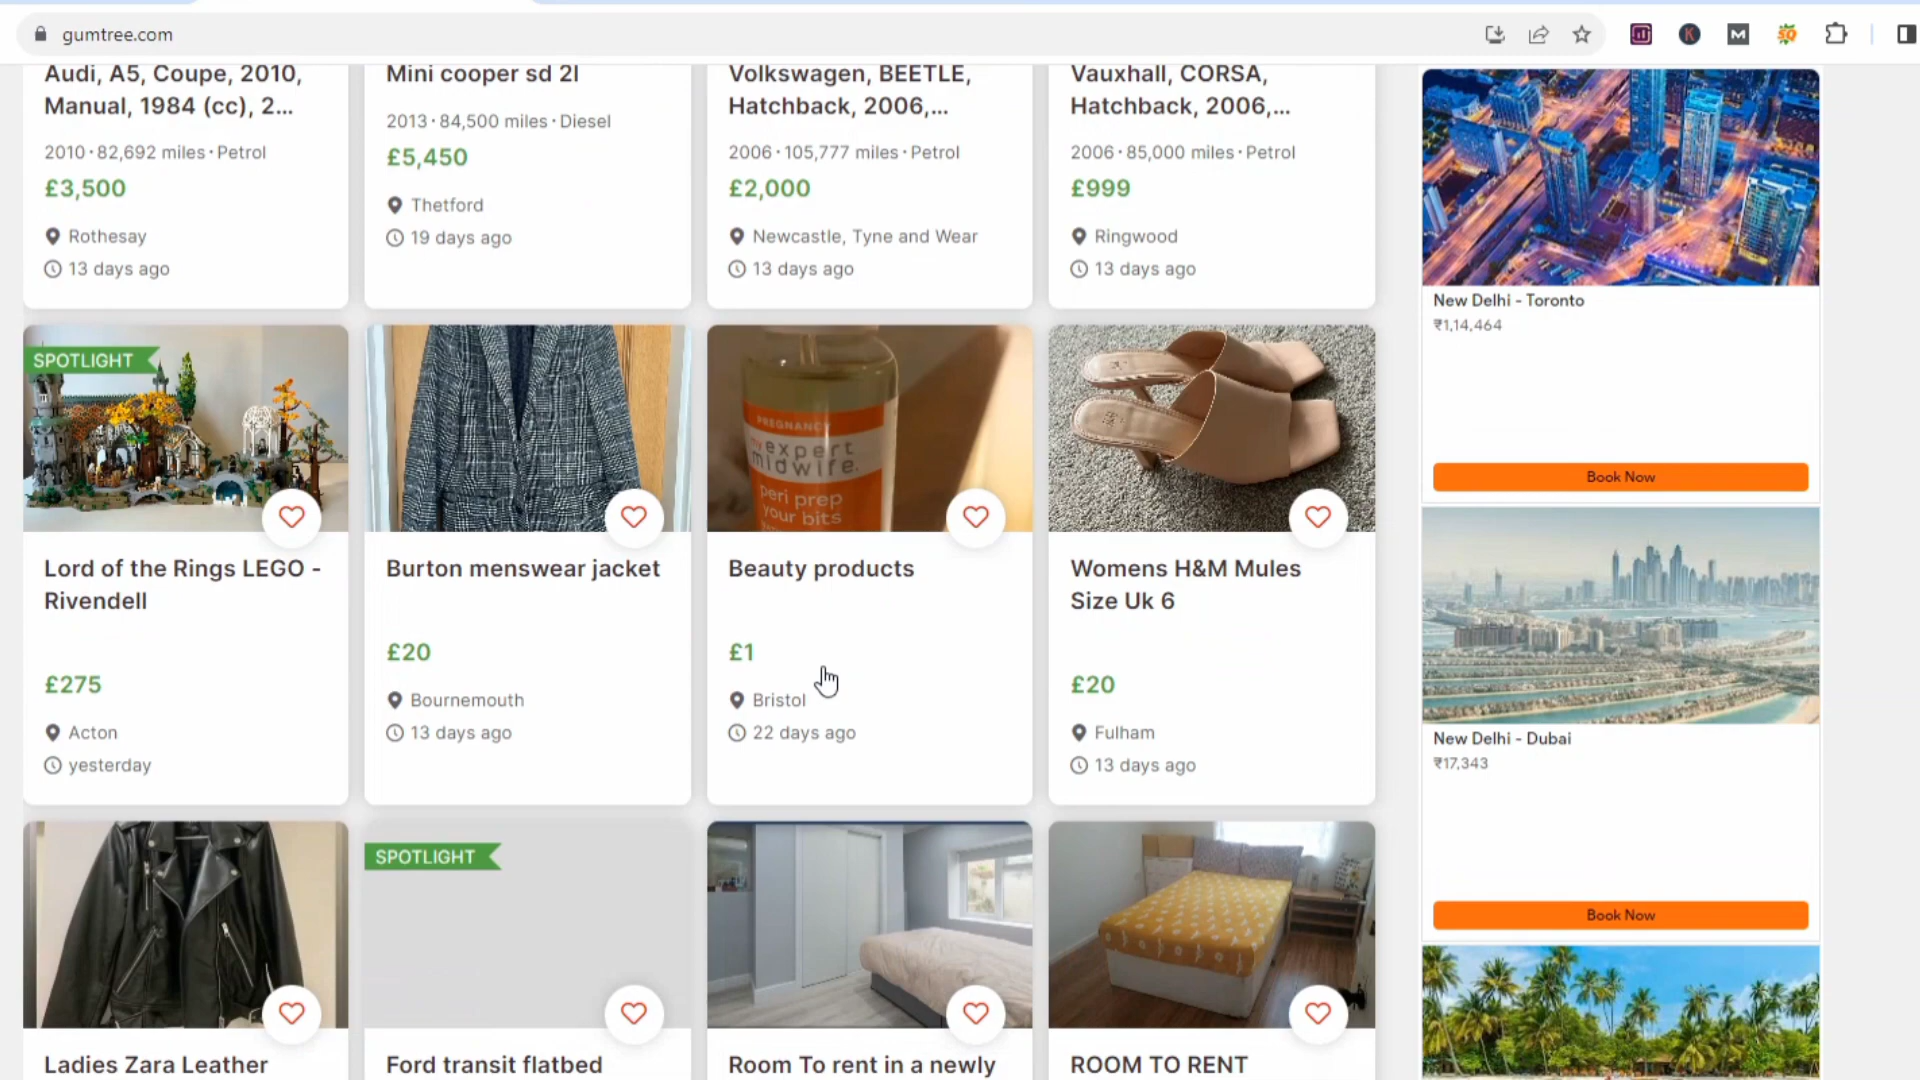 gumtree.com
Audi, A5, Coupe, 2010,
Manual, 1984 (cc), 2...
2010 · 82,692 miles · Petrol
£3,500
Rothesay
13 days ago
Mini cooper sd 2l
2013 · 84,500 miles · Diesel
£5,450
Thetford
19 days ago
Volkswagen, BEETLE,
Hatchback, 2006,...
2006 · 105,777 miles · Petrol
£2,000
Newcastle, Tyne and Wear
13 days ago
Vauxhall, CORSA,
Hatchback, 2006,...
2006 · 85,000 miles · Petrol
£999
Ringwood
13 days ago
SPOTLIGHT
Lord of the Rings LEGO -
Rivendell
£275
Acton
yesterday
Burton menswear jacket
£20
Bournemouth
13 days ago
PREGNANCY
my expert
midwife.
peri prep
your bits
Beauty products
£1
Bristol
22 days ago
Womens H&M Mules
Size Uk 6
£20
Fulham
13 days ago
Ladies Zara Leather
SPOTLIGHT
Ford transit flatbed
Room To rent in a newly
ROOM TO RENT
New Delhi - Toronto
₹1,14,464
Book Now
New Delhi - Dubai
₹17,343
Book Now